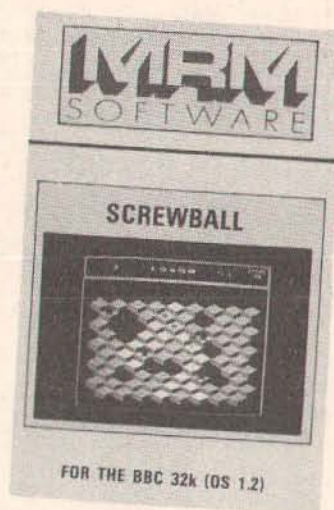 MRM
SOFTWARE
SCREWBALL
FOR THE BBC 32k (OS 1.2)